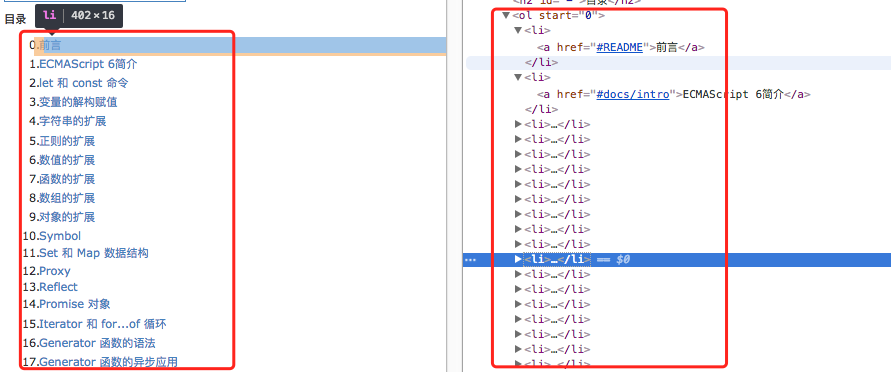 li 402 × 16
目录
0.前言
1.ECMAScript 6简介
2.let 和 const 命令
3.变量的解构赋值
4.字符串的扩展
5.正则的扩展
6.数值的扩展
7.函数的扩展
8.数组的扩展
9.对象的扩展
10.Symbol
11.Set 和 Map 数据结构
12.Proxy
13.Reflect
14.Promise 对象
15.Iterator 和 for...of 循环
16.Generator 函数的语法
17.Generator 函数的异步应用
▼<ol start="0">
▼<li>
<a href="#README">前言</a>
</li>
▼<li>
<a href="#docs/intro">ECMAScript 6简介</a>
</li>
▶<li>…</li>
▶<li>…</li>
▶<li>…</li>
▶<li>…</li>
▶<li>…</li>
▶<li>…</li>
▶<li>…</li>
▶<li>…</li>
▶<li>…</li>
… ▶<li>…</li> == $0
▶<li>…</li>
▶<li>…</li>
▶<li>…</li>
▶<li>…</li>
▶<li>…</li>
▶<li>…</li>
▶<li>…</li>